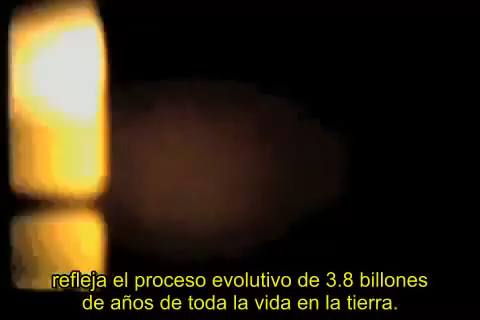 refleja el proceso evolutivo de 3.8 billones
de años de toda la vida en la tierra.